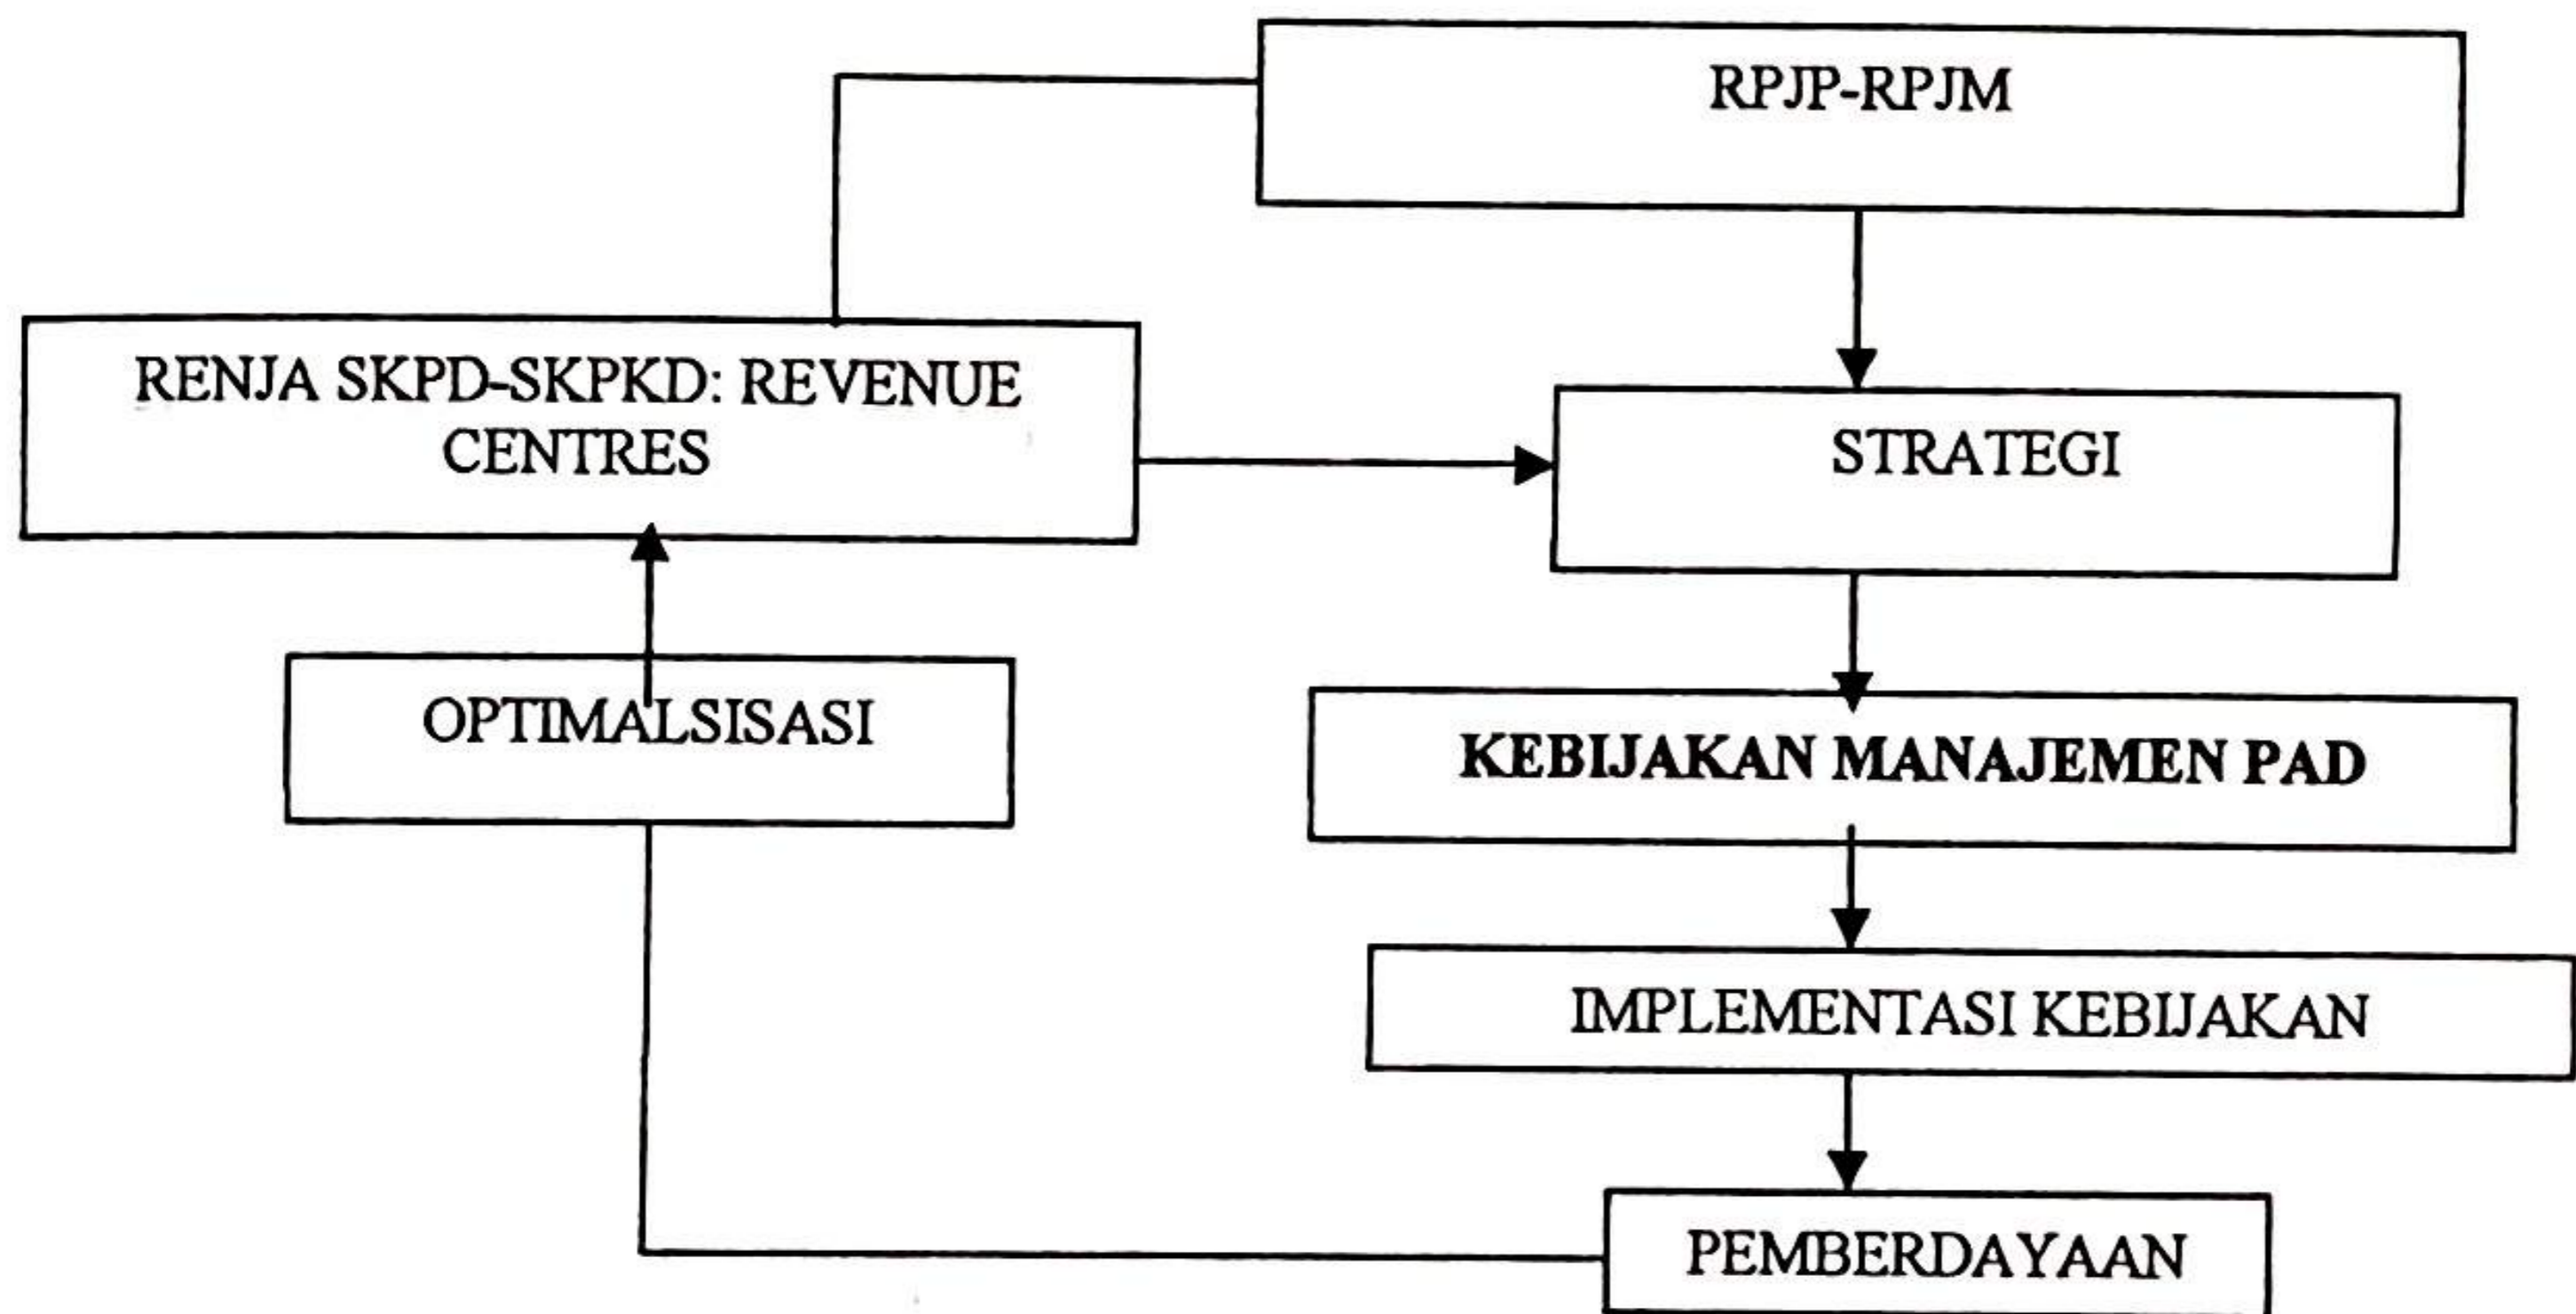 RPJP-RPJM
RENJA SKPD-SKPKD: REVENUE
CENTRES
STRATEGI
OPTIMALSISASI
KEBIJAKAN MANAJEMEN PAD
IMPLEMENTASI KEBIJAKAN
PEMBERDAYAAN